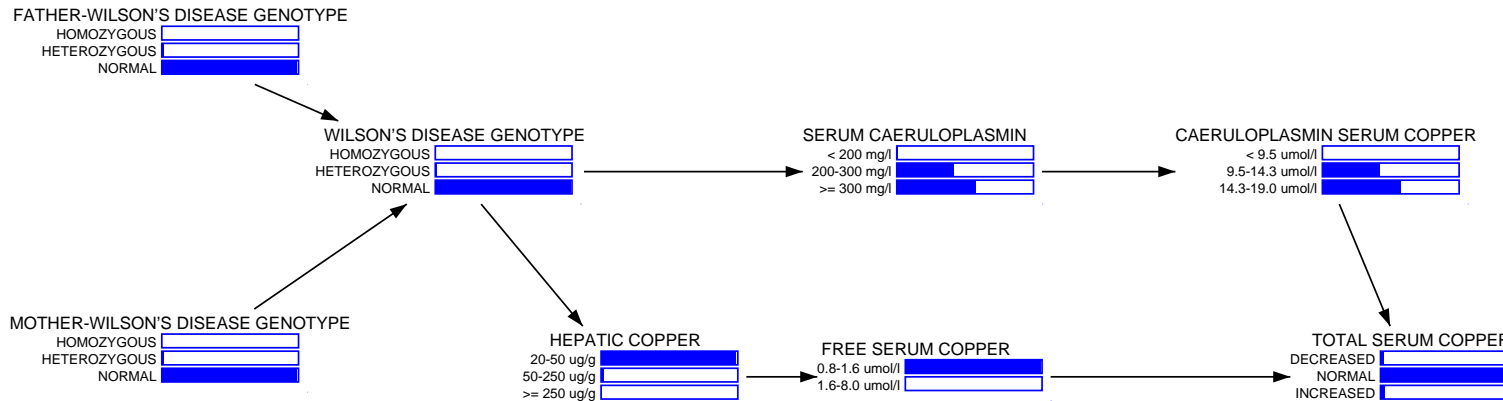 FATHER-WILSON'S DISEASE GENOTYPE
HOMOZYGOUS
HETEROZYGOUS
NORMAL
WILSON'S DISEASE GENOTYPE
HOMOZYGOUS
HETEROZYGOUS
NORMAL
SERUM CAERULOPLASMIN
< 200 mg/l
200-300 mg/l
>= 300 mg/l
CAERULOPLASMIN SERUM COPPER
< 9.5 umol/l
9.5-14.3 umol/l
14.3-19.0 umol/l
MOTHER-WILSON'S DISEASE GENOTYPE
HOMOZYGOUS
HETEROZYGOUS
NORMAL
HEPATIC COPPER
20-50 ug/g
50-250 ug/g
>= 250 ug/g
FREE SERUM COPPER
0.8-1.6 umol/l
1.6-8.0 umol/l
TOTAL SERUM COPPER
DECREASED
NORMAL
INCREASED